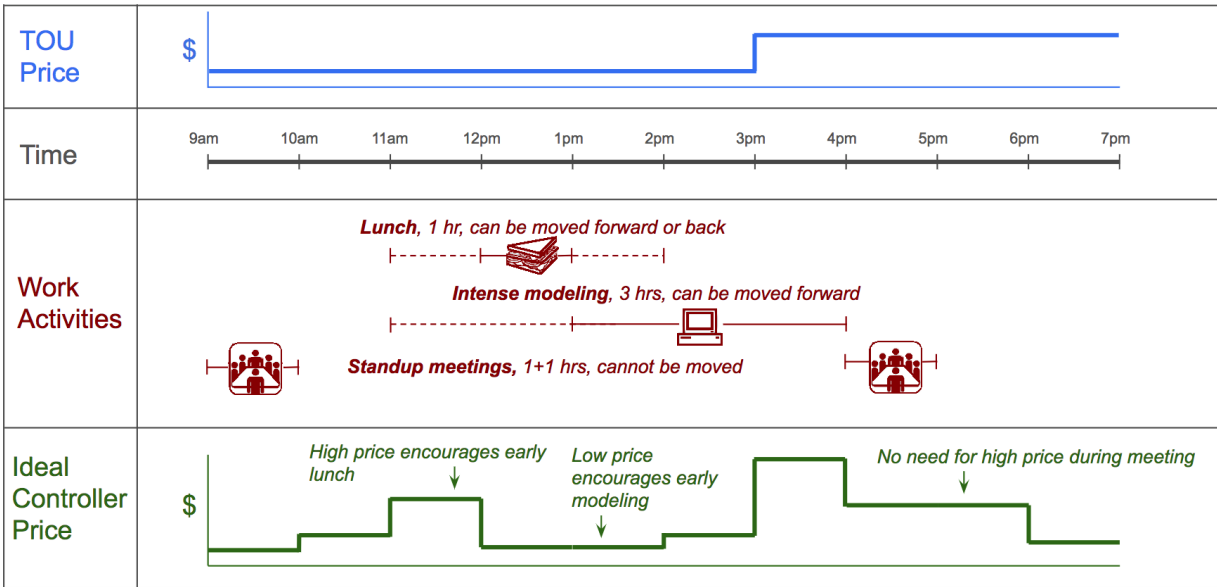 TOU
Price
$
Time
9am 10am 11am 12pm 1pm 2pm 3pm 4pm 5pm 6pm 7pm
Work
Activities
Lunch, 1 hr, can be moved forward or back
Intense modeling, 3 hrs, can be moved forward
Standup meetings, 1+1 hrs, cannot be moved
Ideal
Controller
Price
$
High price encourages early
lunch
Low price
encourages early
modeling
No need for high price during meeting